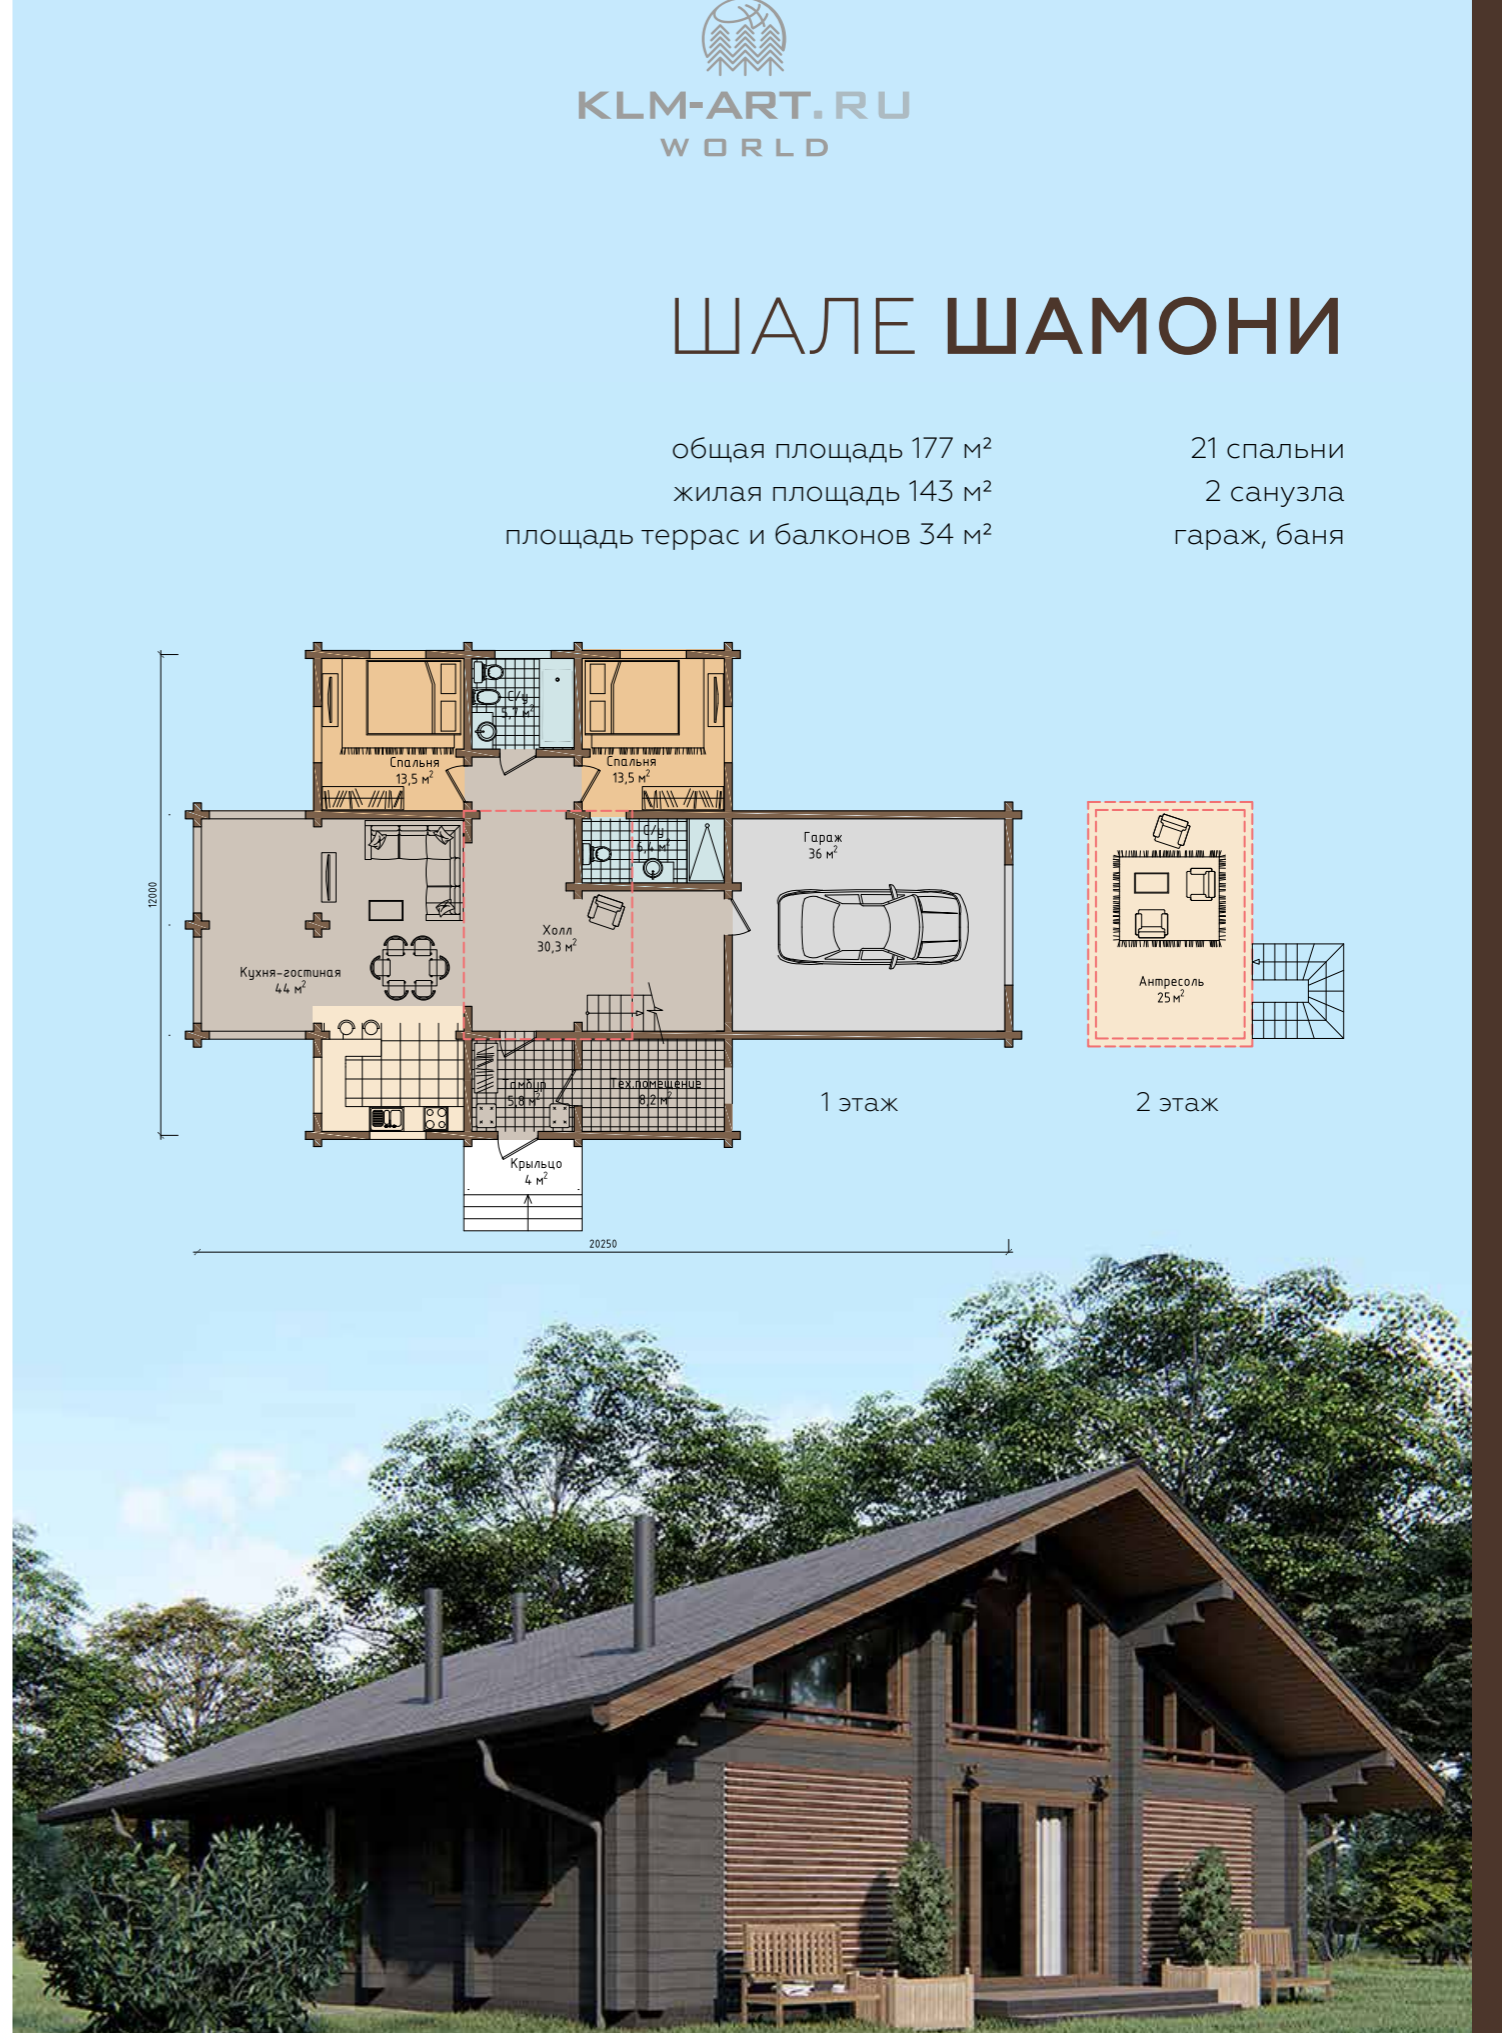 KLM-ART.RU
WORLD
ШАЛЕ ШАМОНИ
общая площадь 177 м²
жилая площадь 143 м²
площадь террас и балконов 34 м²
21 спальни
2 санузла
гараж, баня
С/у
5,7 м²
Спальня
13,5 м²
Спальня
13,5 м²
С/у
6,4 м²
Гараж
36 м²
12000
Холл
30,3 м²
Кухня-гостиная
44 м²
Антресоль
25 м²
Тамбур
5,8 м²
Тех.помещение
8,2 м²
1 этаж
2 этаж
Крыльцо
4 м²
20250